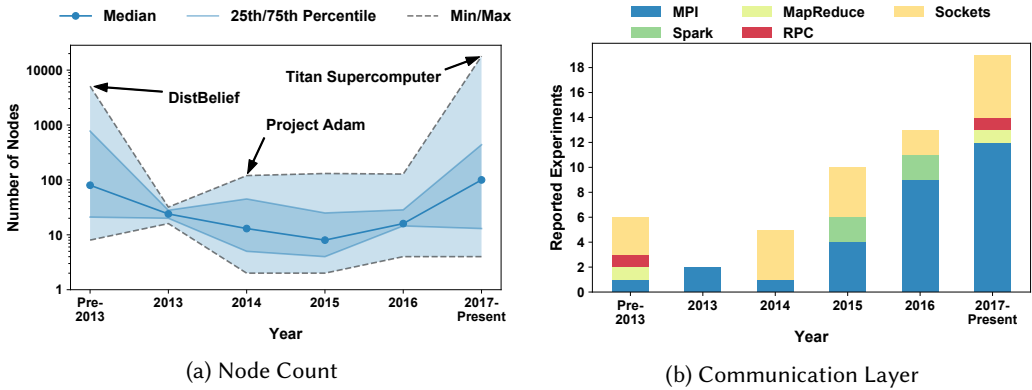 Median 25th/75th Percentile Min/Max
Number of Nodes
10000
1000
100
10
1
DistBelief
Project Adam
Titan Supercomputer
Pre-
2013
2013
2014
2015
2016
2017-
Present
Year
(a) Node Count
MPI MapReduce Sockets
Spark RPC
Reported Experiments
18
16
14
12
10
8
6
4
2
0
Pre-
2013
2013
2014
2015
2016
2017-
Present
Year
(b) Communication Layer